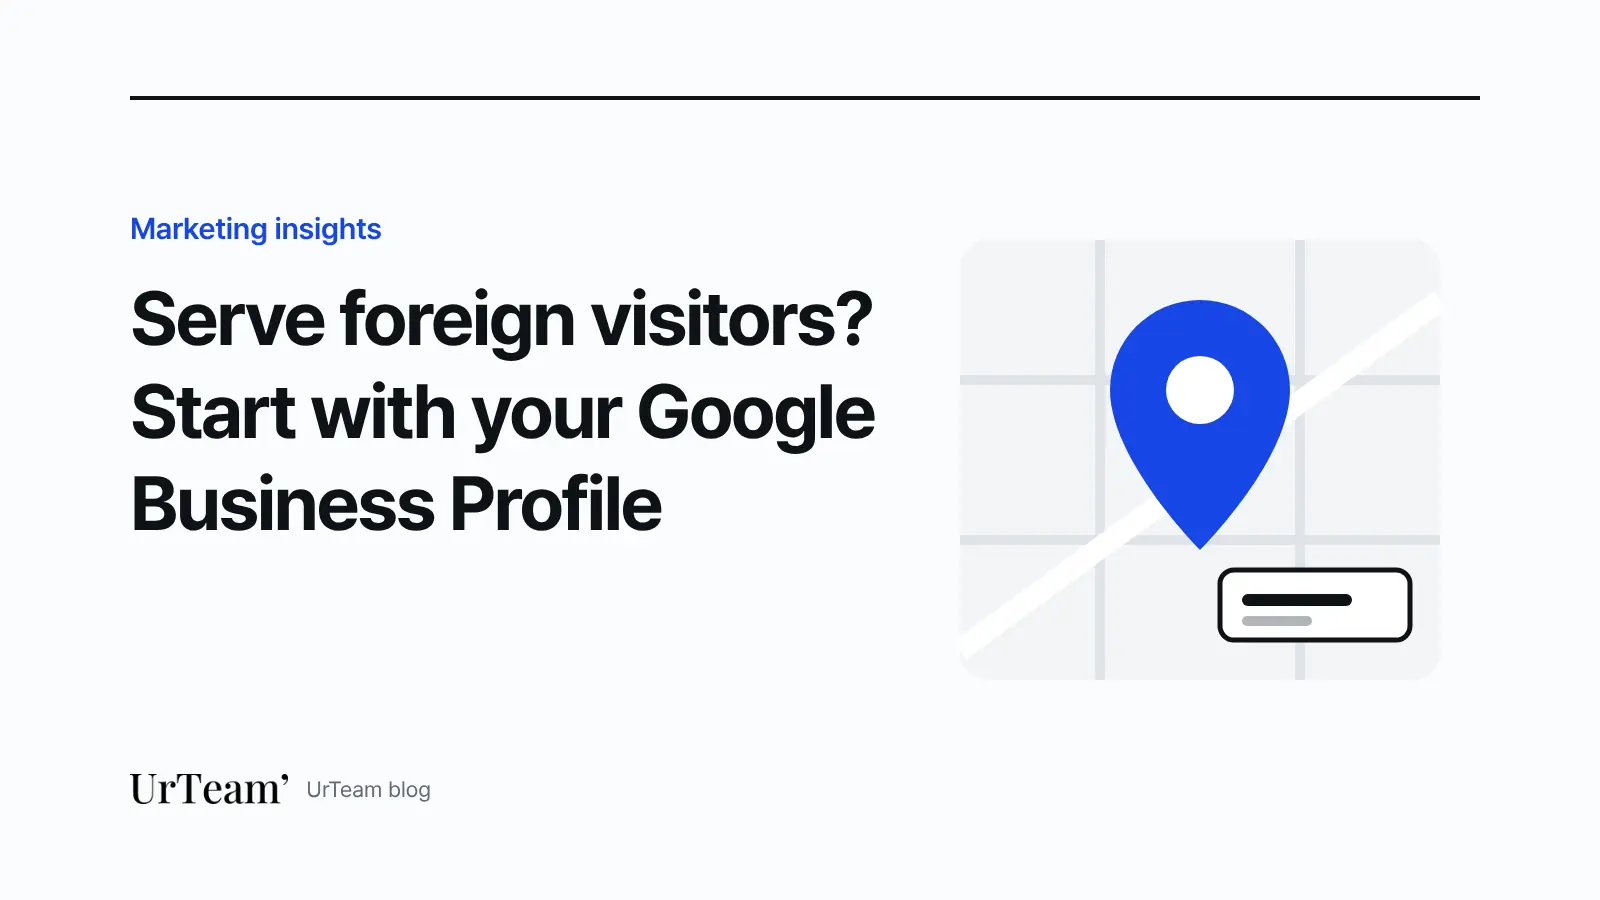 Marketing insights
Serve foreign visitors?
Start with your Google
Business Profile
UrTeam’ UrTeam blog